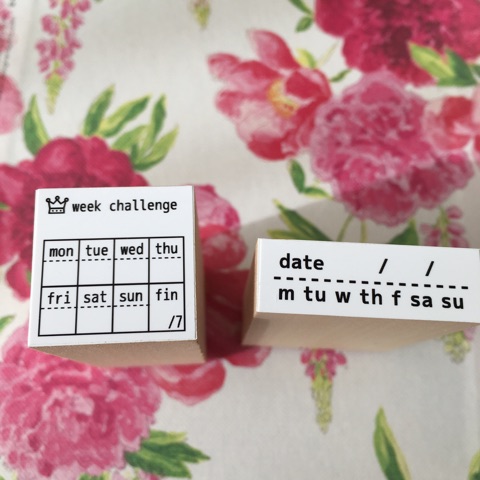 week challenge
mon tue wed thu
fri sat sun fin
/7
date / /
m tu w th f sa su